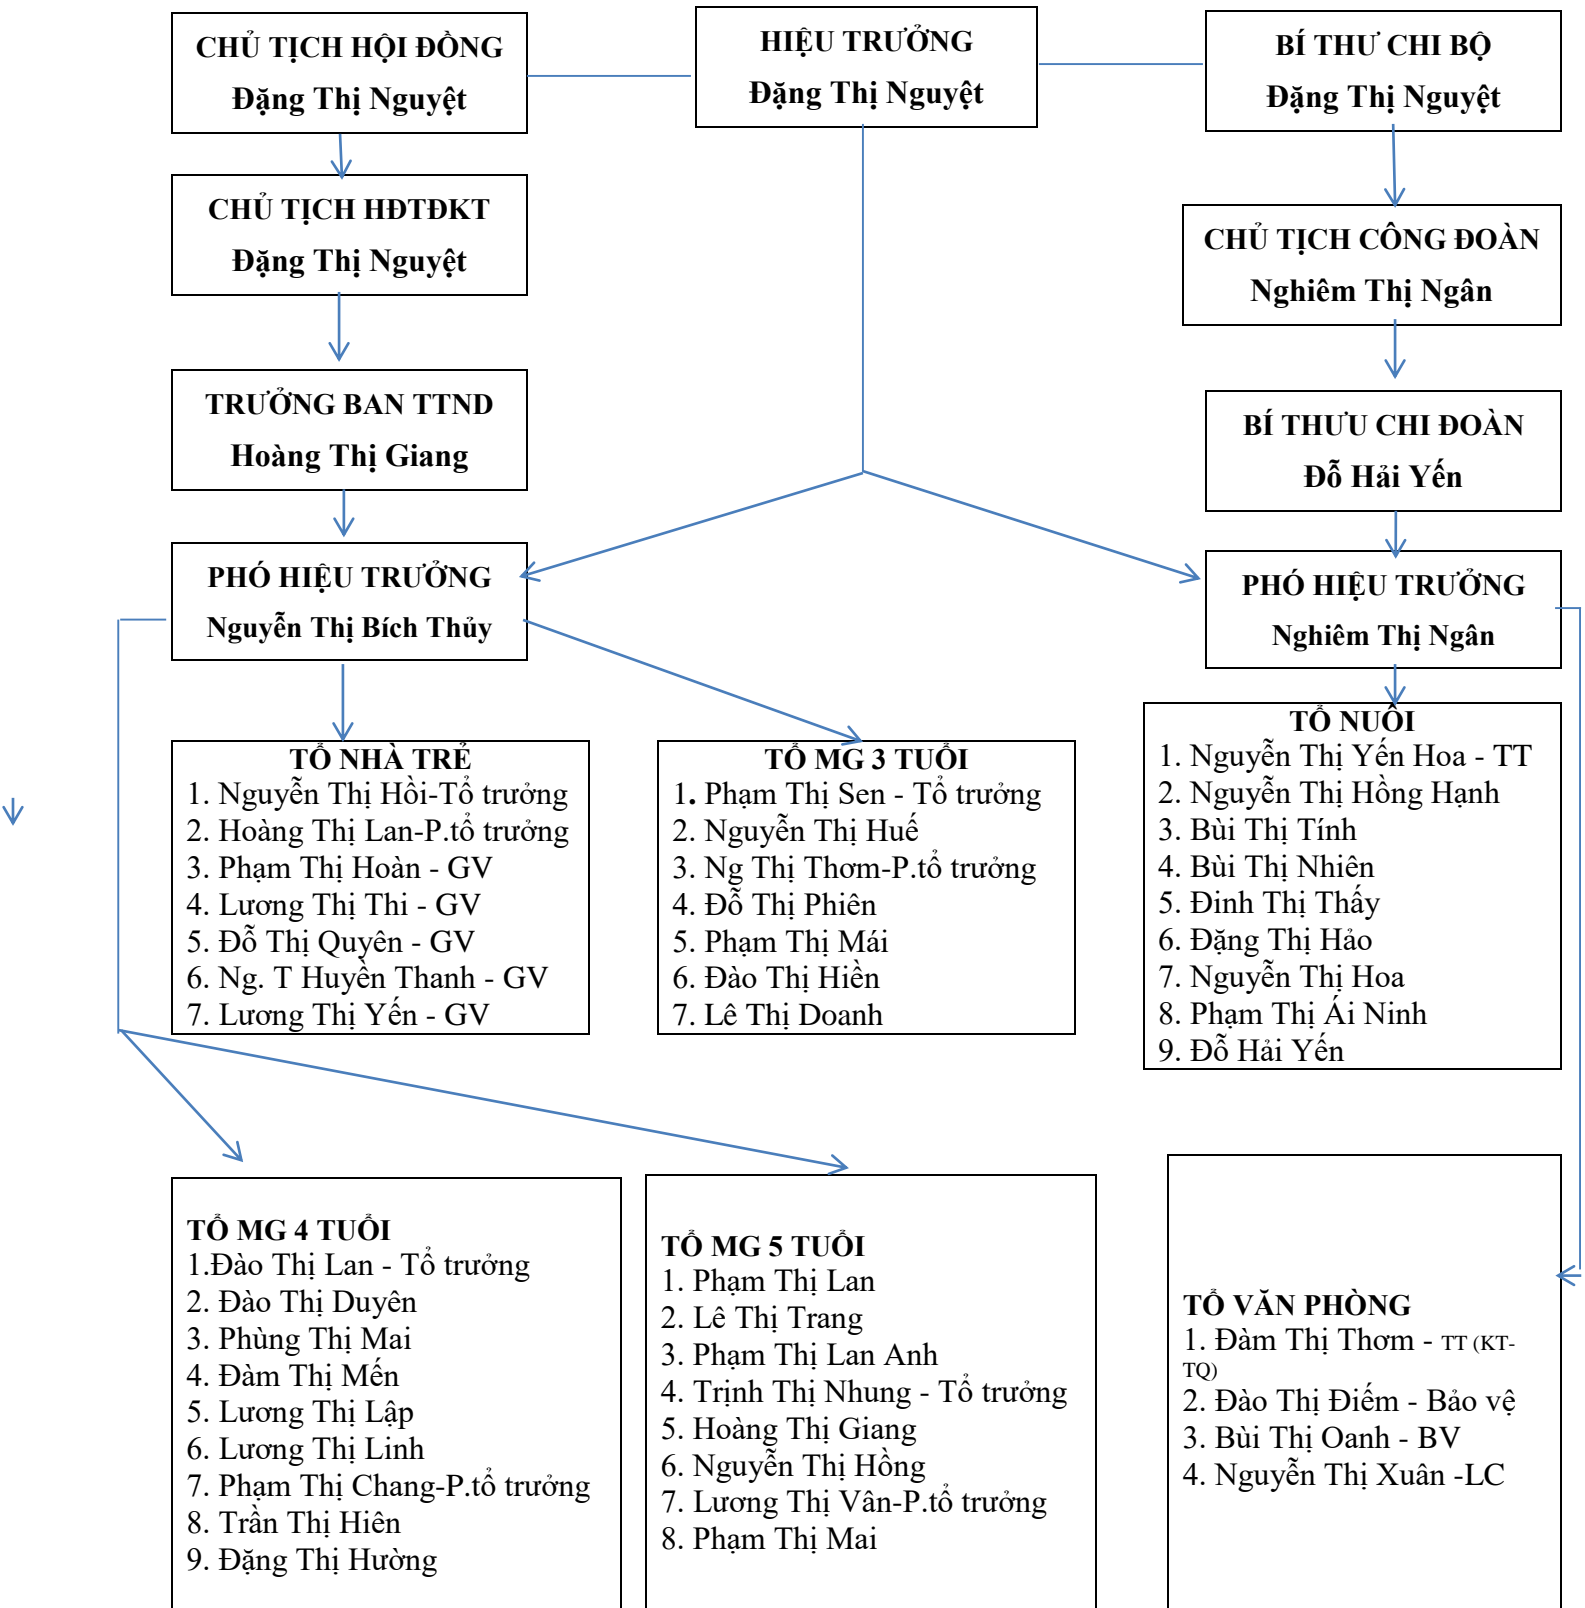 CHỦ TỊCH HỘI ĐỒNG
Đặng Thị Nguyệt
HIỆU TRƯỞNG
Đặng Thị Nguyệt
BÍ THƯ CHI BỘ
Đặng Thị Nguyệt
CHỦ TỊCH HĐTĐKT
Đặng Thị Nguyệt
CHỦ TỊCH CÔNG ĐOÀN
Nghiêm Thị Ngân
TRƯỞNG BAN TTND
Hoàng Thị Giang
BÍ THƯU CHI ĐOÀN
Đỗ Hải Yến
PHÓ HIỆU TRƯỞNG
Nguyễn Thị Bích Thủy
PHÓ HIỆU TRƯỞNG
Nghiêm Thị Ngân
TỔ NHÀ TRẺ
1. Nguyễn Thị Hồi-Tổ trưởng
2. Hoàng Thị Lan-P.tổ trưởng
3. Phạm Thị Hoàn - GV
4. Lương Thị Thi - GV
5. Đỗ Thị Quyên - GV
6. Ng. T Huyền Thanh - GV
7. Lương Thị Yến - GV
TỔ MG 3 TUỔI
1. Phạm Thị Sen - Tổ trưởng
2. Nguyễn Thị Huế
3. Ng Thị Thơm-P.tổ trưởng
4. Đỗ Thị Phiên
5. Phạm Thị Mái
6. Đào Thị Hiền
7. Lê Thị Doanh
TỔ NUÔI
1. Nguyễn Thị Yến Hoa - TT
2. Nguyễn Thị Hồng Hạnh
3. Bùi Thị Tính
4. Bùi Thị Nhiên
5. Đinh Thị Thấy
6. Đặng Thị Hảo
7. Nguyễn Thị Hoa
8. Phạm Thị Ái Ninh
9. Đỗ Hải Yến
TỔ MG 4 TUỔI
1.Đào Thị Lan - Tổ trưởng
2. Đào Thị Duyên
3. Phùng Thị Mai
4. Đàm Thị Mến
5. Lương Thị Lập
6. Lương Thị Linh
7. Phạm Thị Chang-P.tổ trưởng
8. Trần Thị Hiên
9. Đặng Thị Hường
TỔ MG 5 TUỔI
1. Phạm Thị Lan
2. Lê Thị Trang
3. Phạm Thị Lan Anh
4. Trịnh Thị Nhung - Tổ trưởng
5. Hoàng Thị Giang
6. Nguyễn Thị Hồng
7. Lương Thị Vân-P.tổ trưởng
8. Phạm Thị Mai
TỔ VĂN PHÒNG
1. Đàm Thị Thơm - TT (KT-
TQ)
2. Đào Thị Điếm - Bảo vệ
3. Bùi Thị Oanh - BV
4. Nguyễn Thị Xuân -LC